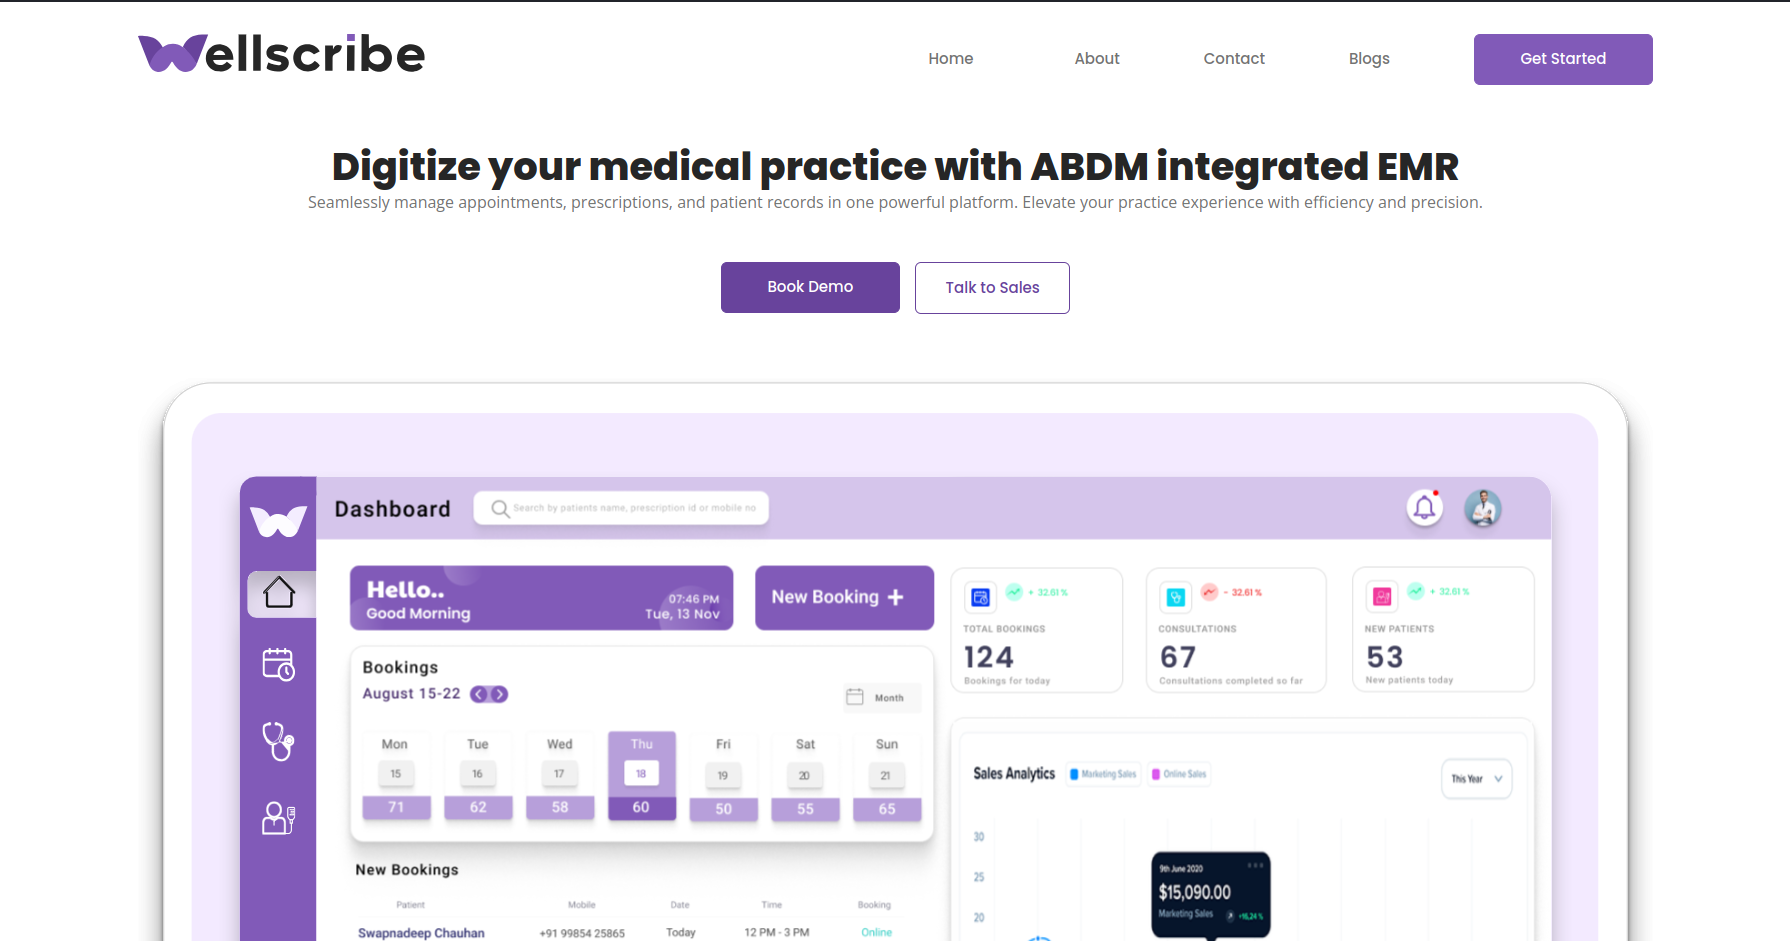 Wellscribe
Home About Contact Blogs Get Started
Digitize your medical practice with ABDM integrated EMR
Seamlessly manage appointments, prescriptions, and patient records in one powerful platform. Elevate your practice experience with efficiency and precision.
Book Demo Talk to Sales
Dashboard
Search by patients name, prescription id or mobile no
Hello..
Good Morning
07:46 PM
Tue, 13 Nov
New Booking +
+ 32.61 %
TOTAL BOOKINGS
124
Bookings for today
- 32.61 %
CONSULTATIONS
67
Consultations completed so far
+ 32.61 %
NEW PATIENTS
53
New patients today
Bookings
August 15-22
Month
Mon Tue Wed Thu Fri Sat Sun
15 16 17 18 19 20 21
71 62 58 60 50 55 65
New Bookings
Patient Mobile Date Time Booking
Swapnadeep Chauhan +91 99854 25865 Today 12 PM - 3 PM Online
Sales Analytics Marketing Sales Online Sales This Year
30
25
20
9th June 2020
$15,090.00
Marketing Sales +16,24 %